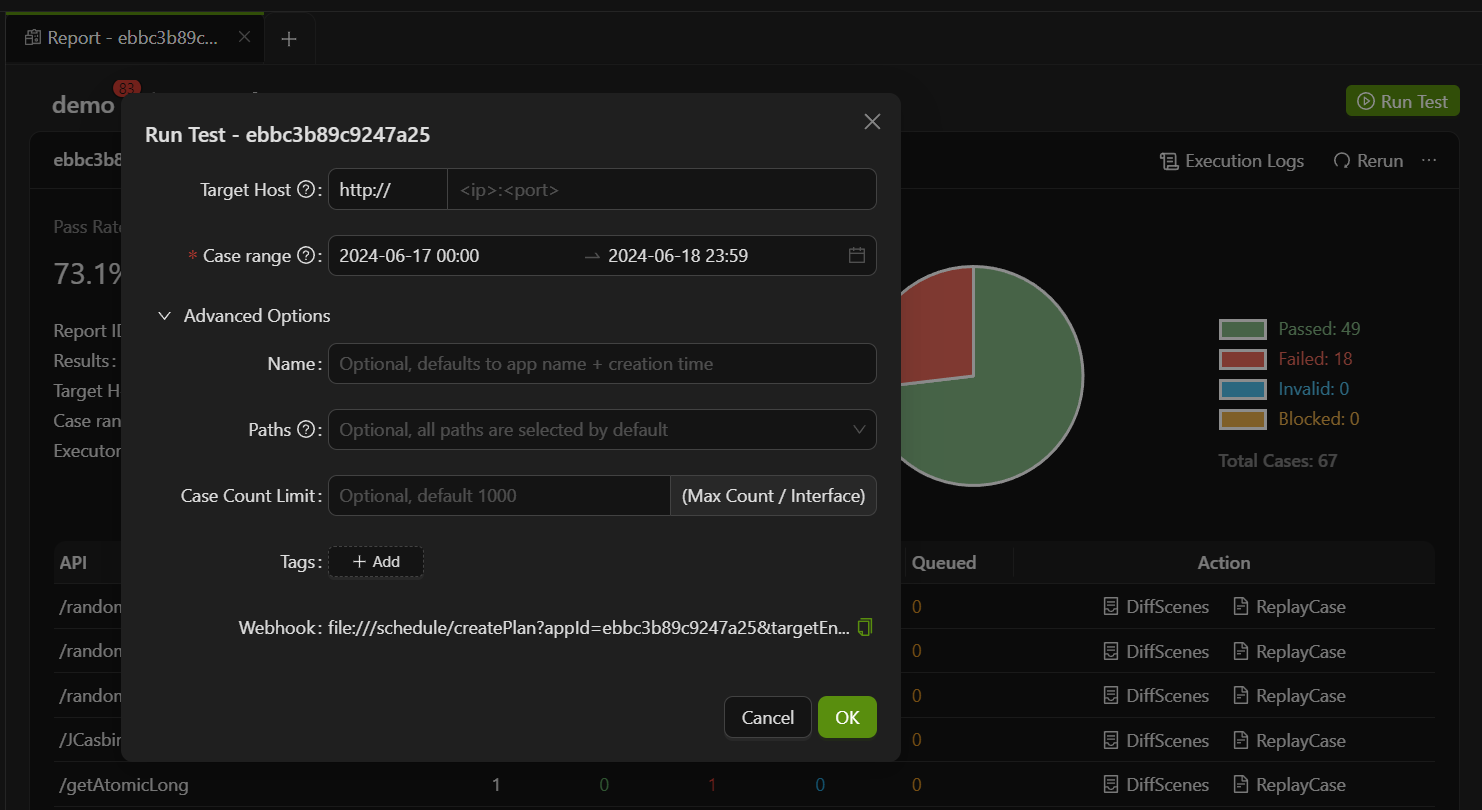 Report - ebbc3b89c...
demo 83
Run Test
Run Test - ebbc3b89c9247a25
ebbc3b8
Execution Logs Rerun ...
Target Host : http:// <ip>:<port>
Pass Rate
* Case range : 2024-06-17 00:00 → 2024-06-18 23:59
73.1%
Advanced Options
Report ID
Passed: 49
Results:
Failed: 18
Name: Optional, defaults to app name + creation time
Target H
Invalid: 0
Case ran
Blocked: 0
Paths : Optional, all paths are selected by default
Executor
Total Cases: 67
Case Count Limit: Optional, default 1000 (Max Count / Interface)
Tags: + Add
API Queued Action
/random 0 DiffScenes ReplayCase
Webhook: file:///schedule/createPlan?appId=ebbc3b89c9247a25&targetEn...
/random 0 DiffScenes ReplayCase
/random 0 DiffScenes ReplayCase
Cancel OK
/JCasbin 0 DiffScenes ReplayCase
/getAtomicLong 1 0 1 0 0 DiffScenes ReplayCase